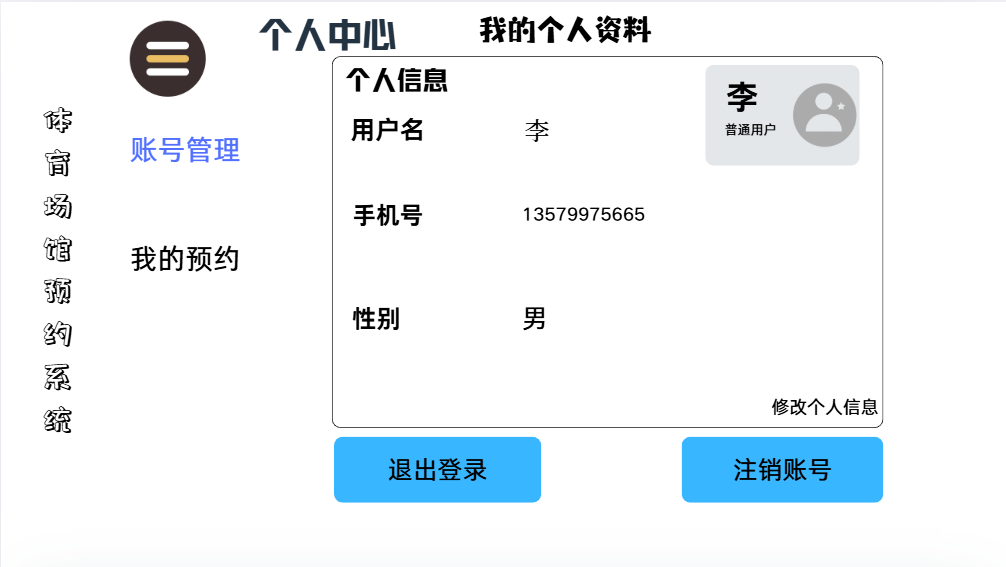 体育场馆预约系统
个人中心
账号管理
我的预约
我的个人资料
个人信息
李
普通用户
用户名 李
手机号 13579975665
性别 男
修改个人信息
退出登录
注销账号